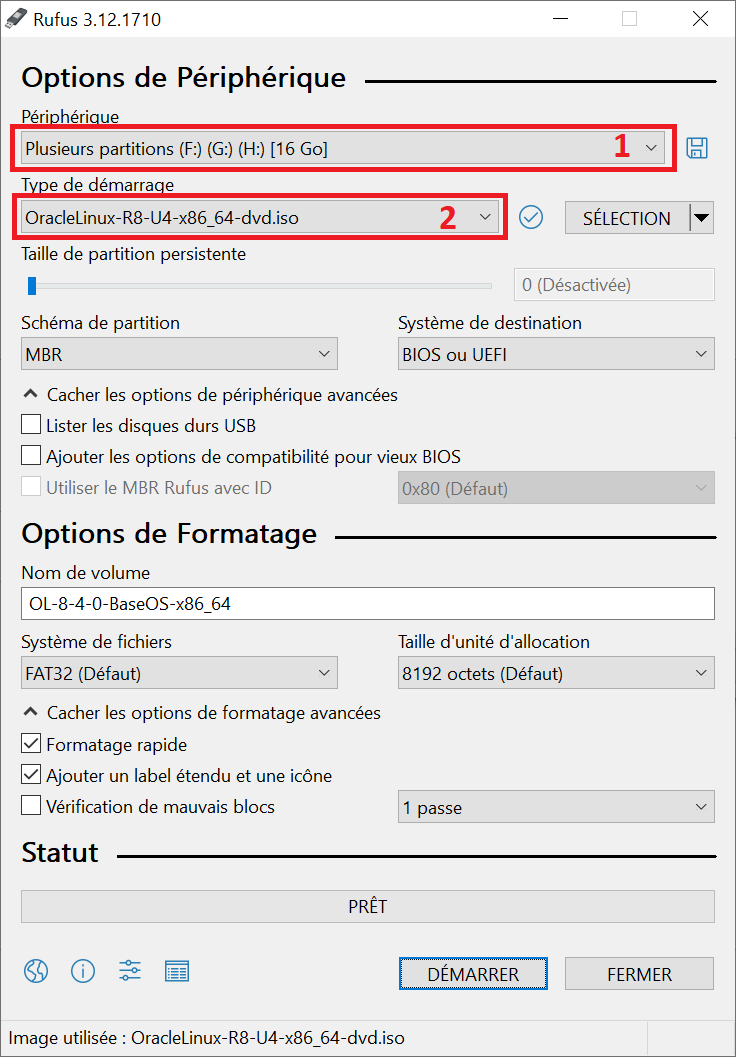 Rufus 3.12.1710
Options de Périphérique
Périphérique
Plusieurs partitions (F:) (G:) (H:) [16 Go] 1
Type de démarrage
OracleLinux-R8-U4-x86_64-dvd.iso 2 SÉLECTION
Taille de partition persistente
0 (Désactivée)
Schéma de partition Système de destination
MBR BIOS ou UEFI
Cacher les options de périphérique avancées
Lister les disques durs USB
Ajouter les options de compatibilité pour vieux BIOS
Utiliser le MBR Rufus avec ID 0x80 (Défaut)
Options de Formatage
Nom de volume
OL-8-4-0-BaseOS-x86_64
Système de fichiers Taille d'unité d'allocation
FAT32 (Défaut) 8192 octets (Défaut)
Cacher les options de formatage avancées
Formatage rapide
Ajouter un label étendu et une icône
Vérification de mauvais blocs 1 passe
Statut
PRÊT
DÉMARRER FERMER
Image utilisée : OracleLinux-R8-U4-x86_64-dvd.iso